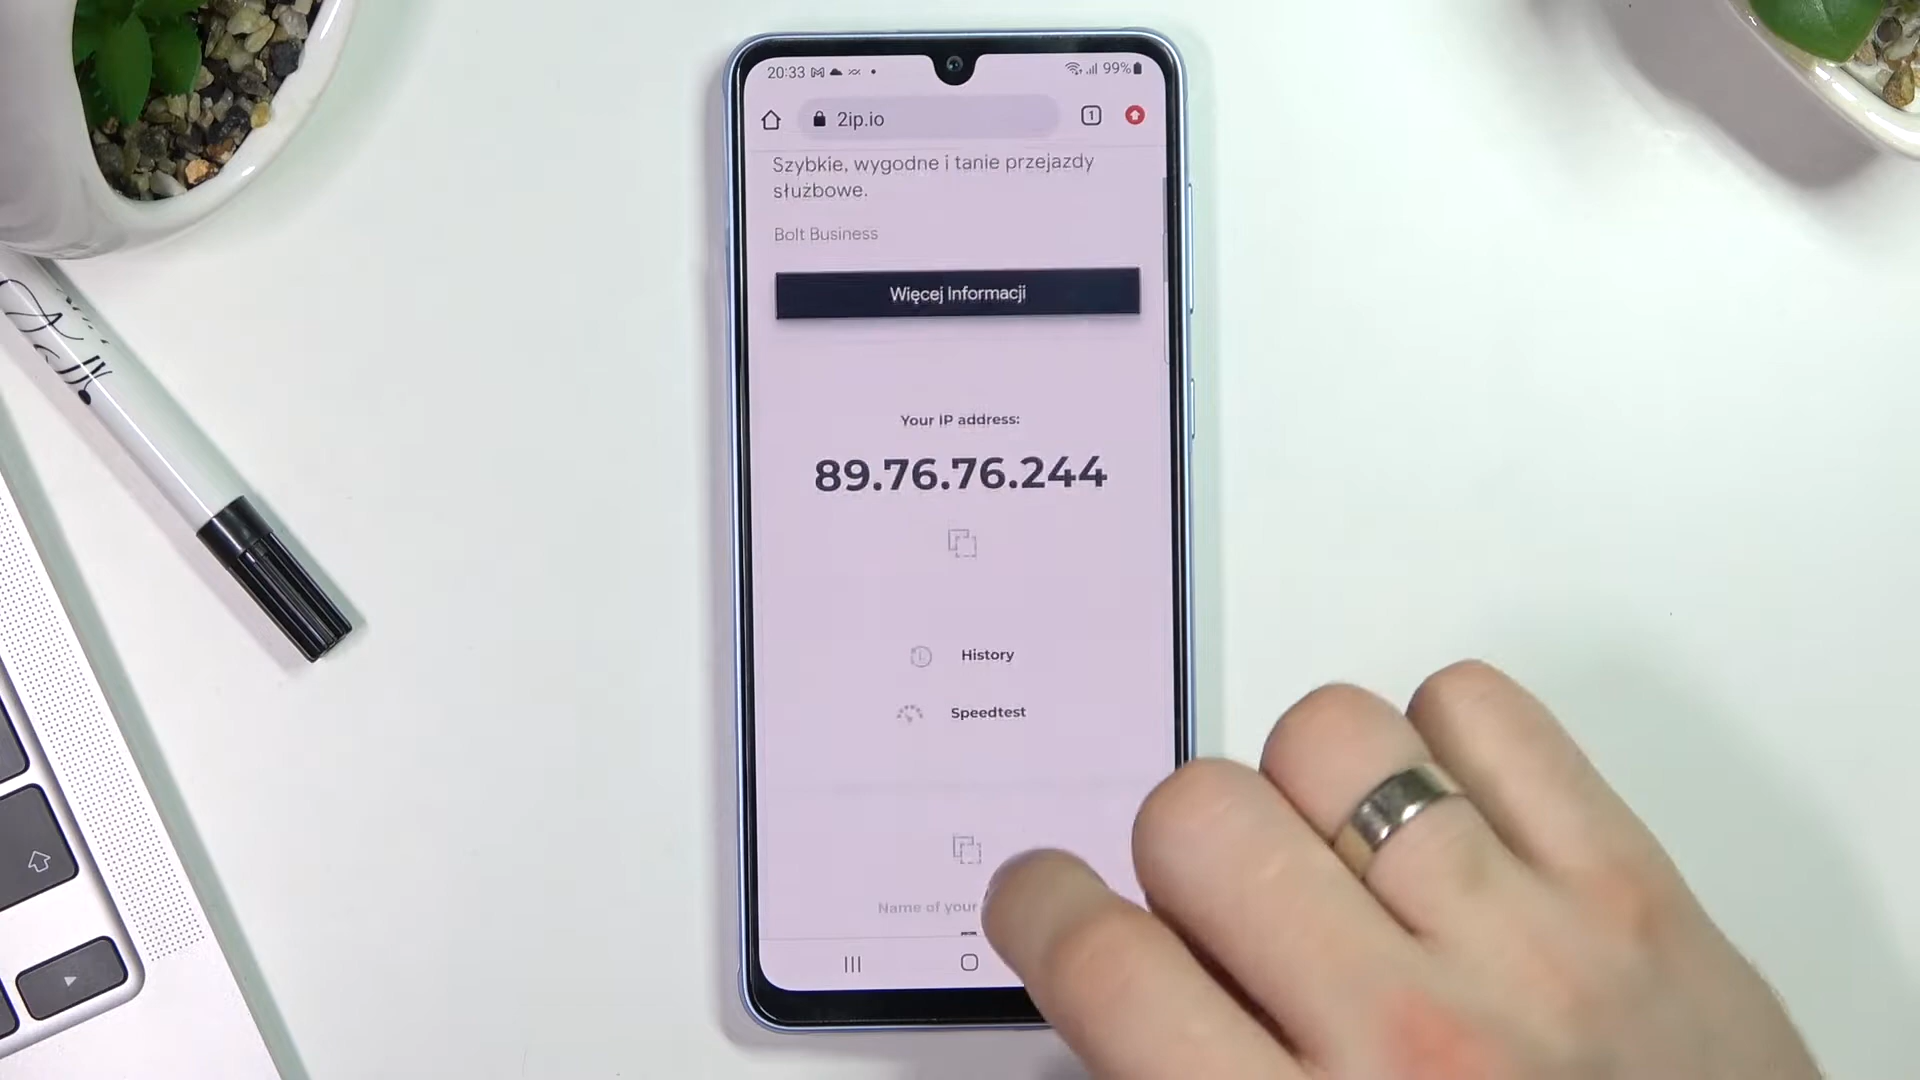 20:33
99%
2ip.io
1
Szybkie, wygodne i tanie przejazdy
służbowe.
Bolt Business
Więcej Informacji
Your IP address:
89.76.76.244
History
Speedtest
Name of your